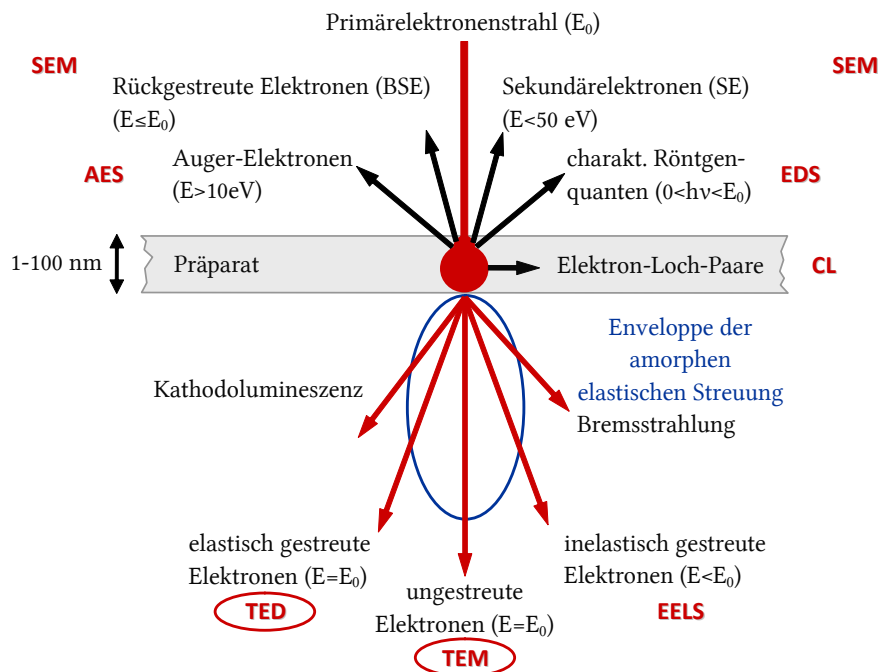 Primärelektronenstrahl (E₀)
SEM
SEM
Rückgestreute Elektronen (BSE)
(E≤E₀)
Sekundärelektronen (SE)
(E<50 eV)
AES
Auger-Elektronen
(E>10eV)
charakt. Röntgen-
quanten (0<hν<E₀)
EDS
1-100 nm
Präparat
Elektron-Loch-Paare
CL
Enveloppe der
amorphen
elastischen Streuung
Kathodolumineszenz
Bremsstrahlung
elastisch gestreute
Elektronen (E=E₀)
TED
ungestreute
Elektronen (E=E₀)
TEM
inelastisch gestreute
Elektronen (E<E₀)
EELS